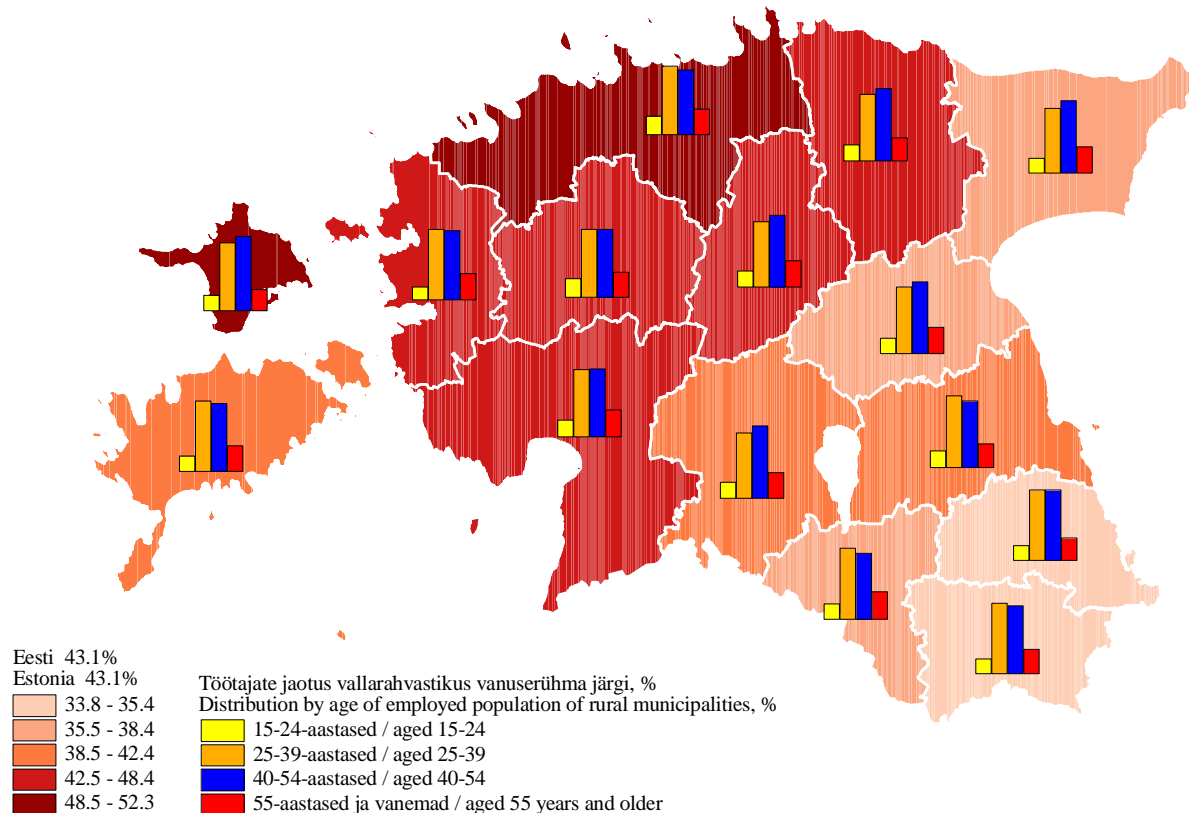 Eesti 43.1%
Estonia 43.1%
33.8 - 35.4
35.5 - 38.4
38.5 - 42.4
42.5 - 48.4
48.5 - 52.3
Töötajate jaotus vallarahvastikus vanuserühma järgi, %
Distribution by age of employed population of rural municipalities, %
15-24-aastased / aged 15-24
25-39-aastased / aged 25-39
40-54-aastased / aged 40-54
55-aastased ja vanemad / aged 55 years and older